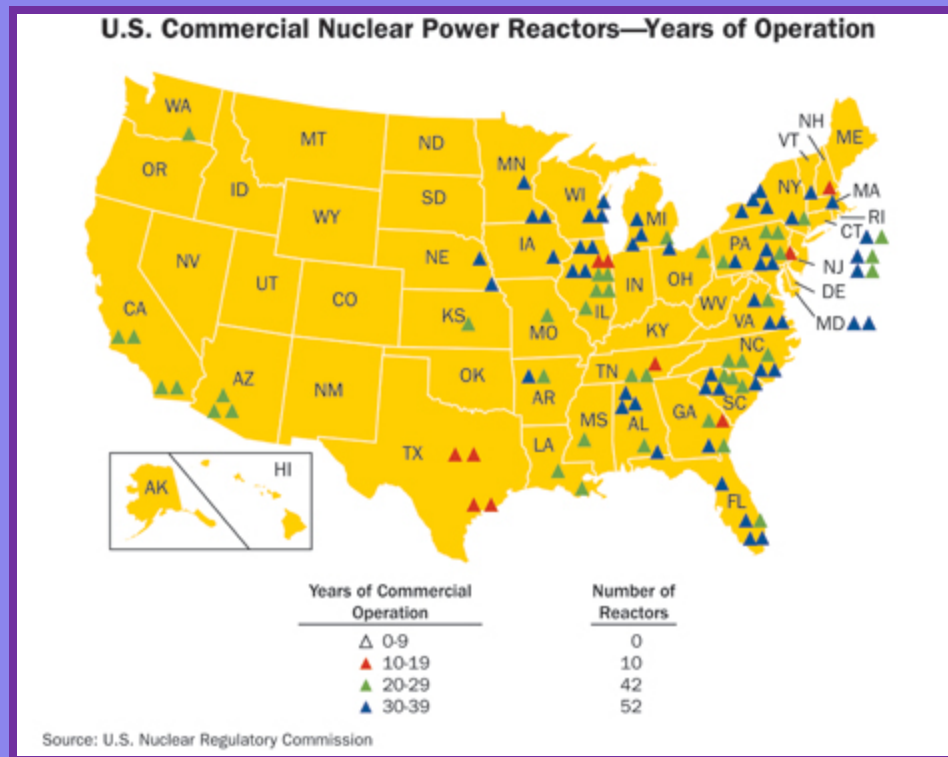 U.S. Commercial Nuclear Power Reactors—Years of Operation
WA
MT
ND
MN
NH
VT
ME
OR
ID
SD
WI
NY
MA
WY
MI
RI
CT
IA
PA
NE
NV
NJ
UT
IN
OH
DE
CO
IL
WV
CA
KS
MO
VA
MD
KY
NC
AZ
NM
OK
TN
AR
SC
MS
AL
GA
LA
TX
HI
AK
FL
Years of Commercial
Operation
Number of
Reactors
0-9 0
10-19 10
20-29 42
30-39 52
Source: U.S. Nuclear Regulatory Commission